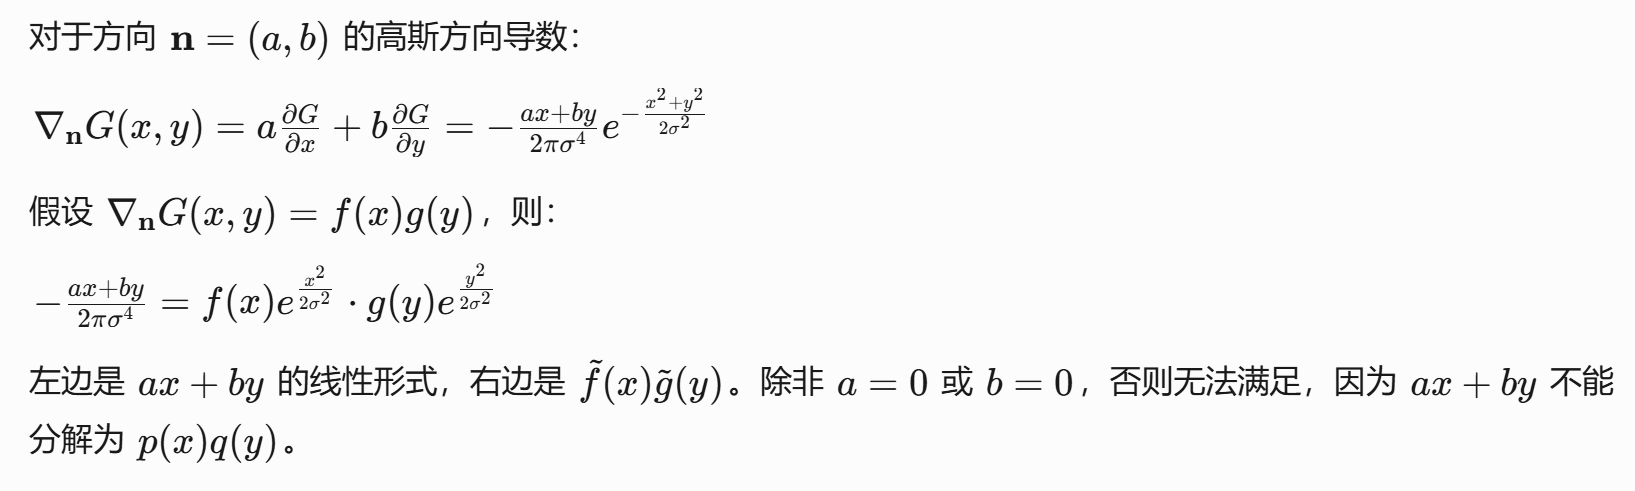 对于方向 $\mathbf{n} = (a, b)$ 的高斯方向导数：
$\nabla_{\mathbf{n}} G(x, y) = a\frac{\partial G}{\partial x} + b\frac{\partial G}{\partial y} = -\frac{ax+by}{2\pi\sigma^4} e^{-\frac{x^2+y^2}{2\sigma^2}}$
假设 $\nabla_{\mathbf{n}} G(x, y) = f(x)g(y)$，则：
$-\frac{ax+by}{2\pi\sigma^4} = f(x)e^{\frac{x^2}{2\sigma^2}} \cdot g(y)e^{\frac{y^2}{2\sigma^2}}$
左边是 $ax + by$ 的线性形式，右边是 $\tilde{f}(x)\tilde{g}(y)$。除非 $a = 0$ 或 $b = 0$，否则无法满足，因为 $ax + by$ 不能
分解为 $p(x)q(y)$。